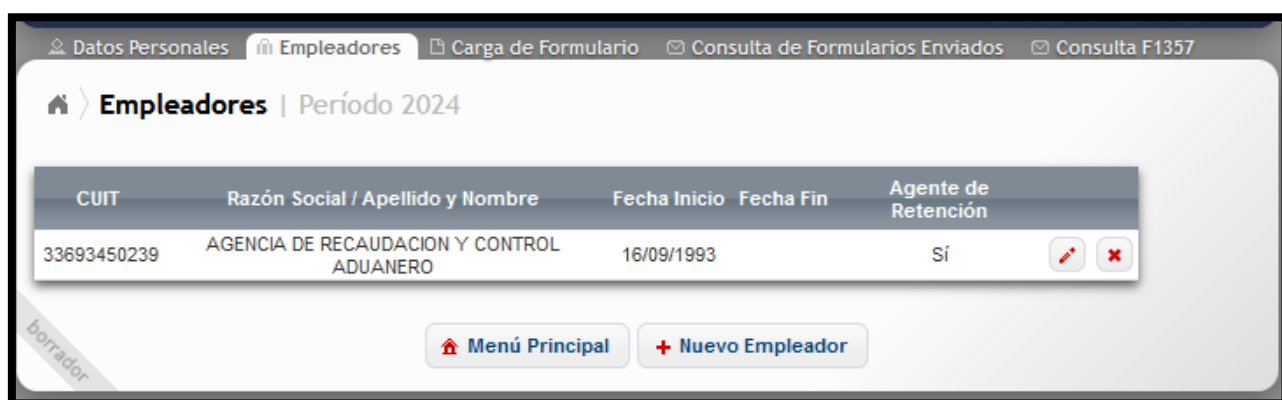 Datos Personales Empleadores Carga de Formulario Consulta de Formularios Enviados Consulta F1357
Empleadores | Período 2024
CUIT Razón Social / Apellido y Nombre Fecha Inicio Fecha Fin Agente de Retención
33693450239 AGENCIA DE RECAUDACION Y CONTROL ADUANERO 16/09/1993 Sí
borrador
Menú Principal + Nuevo Empleador